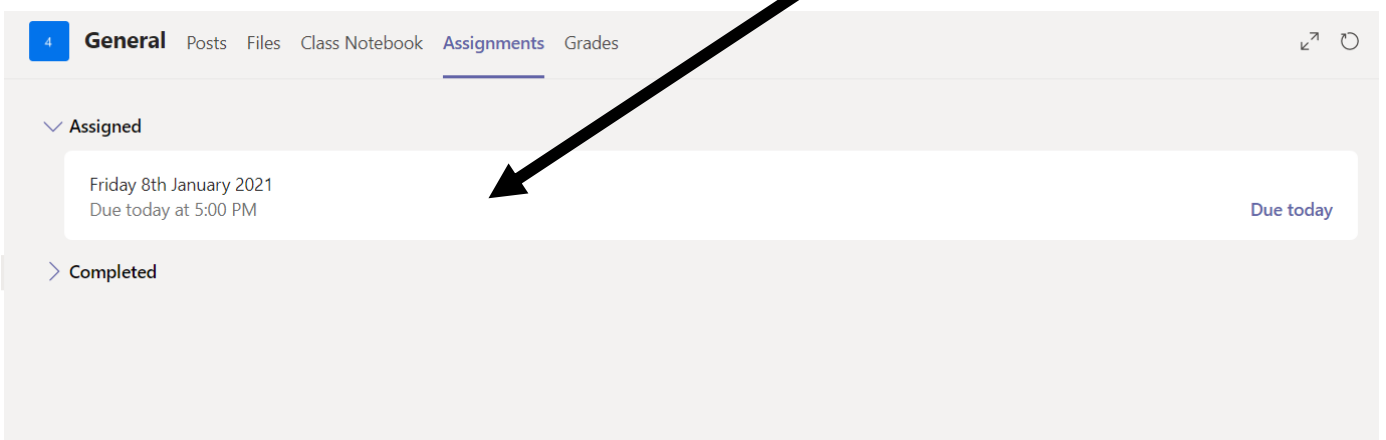 4 General Posts Files Class Notebook Assignments Grades
Assigned
Friday 8th January 2021
Due today at 5:00 PM
Due today
Completed